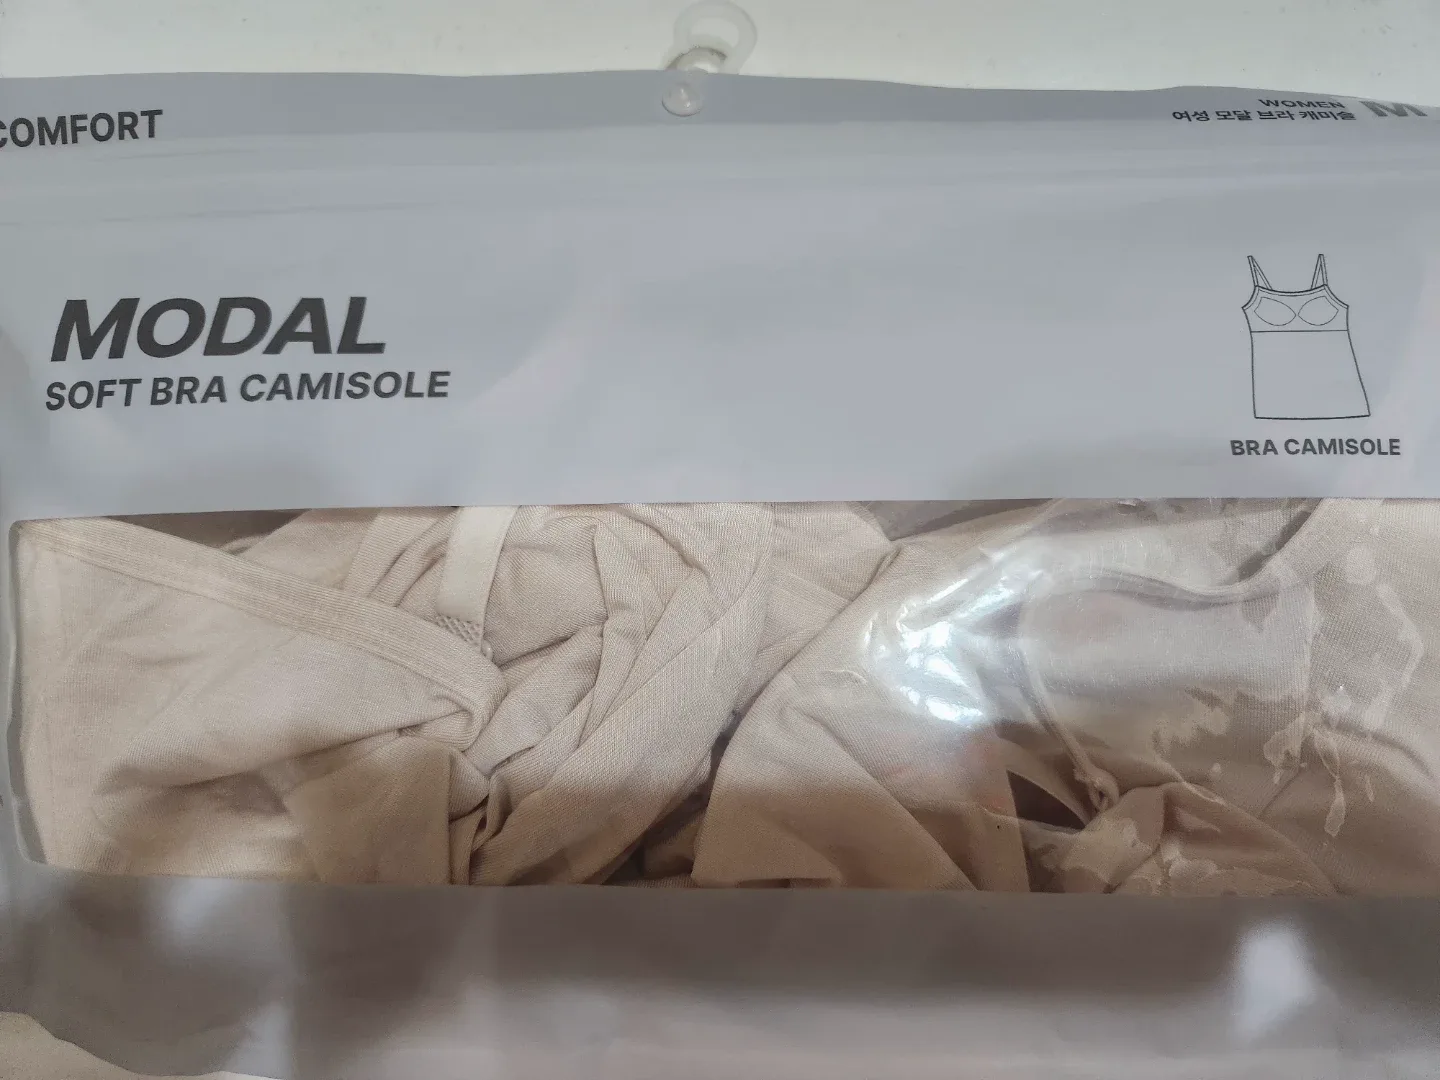 COMFORT
WOMEN
여성 모달 브라 캐미솔
M
MODAL
SOFT BRA CAMISOLE
BRA CAMISOLE